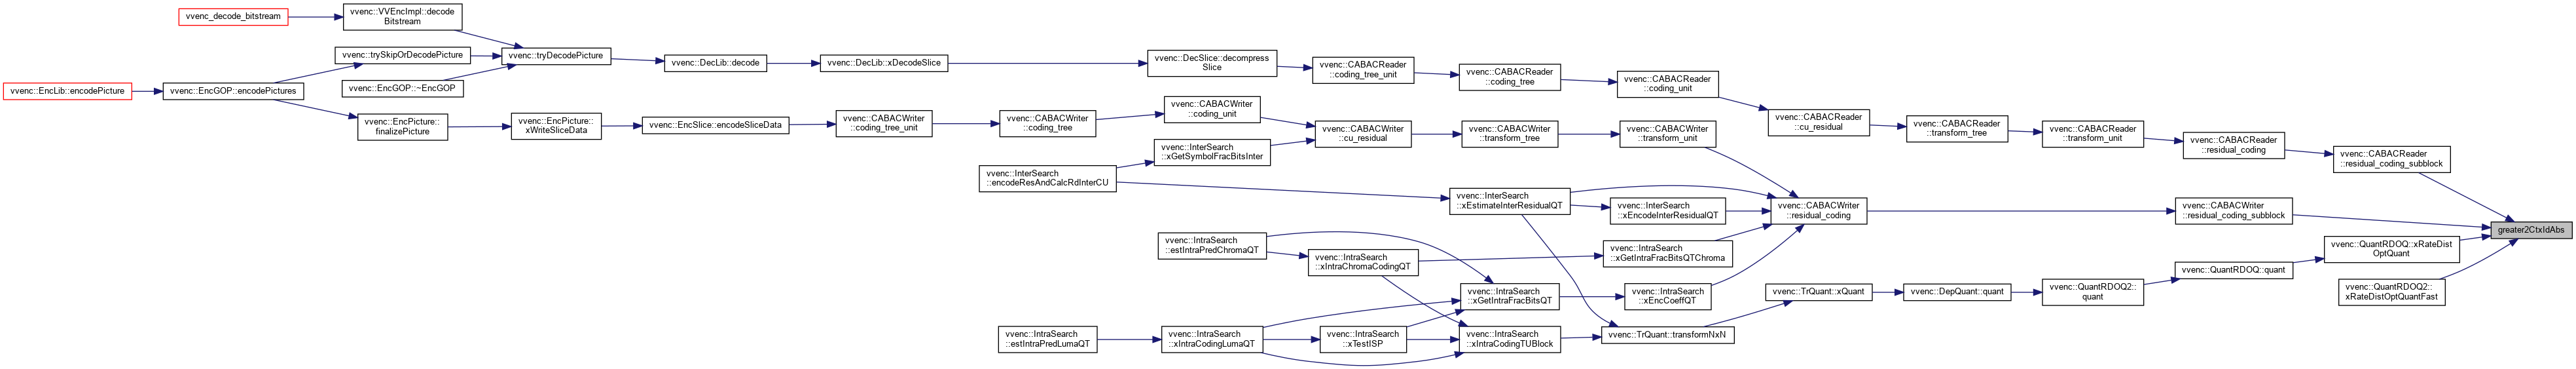 vvenc_decode_bitstream
vvenc::VVEncImpl::decode
Bitstream
vvenc::trySkipOrDecodePicture
vvenc::tryDecodePicture
vvenc::DecLib::decode
vvenc::DecLib::xDecodeSlice
vvenc::DecSlice::decompress
Slice
vvenc::CABACReader
::coding_tree_unit
vvenc::CABACReader
::coding_tree
vvenc::CABACReader
::coding_unit
vvenc::EncLib::encodePicture
vvenc::EncGOP::encodePictures
vvenc::EncGOP::~EncGOP
vvenc::EncPicture::
finalizePicture
vvenc::EncPicture::
xWriteSliceData
vvenc::EncSlice::encodeSliceData
vvenc::CABACWriter
::coding_tree_unit
vvenc::CABACWriter
::coding_tree
vvenc::CABACWriter
::coding_unit
vvenc::CABACWriter
::cu_residual
vvenc::CABACWriter
::transform_tree
vvenc::CABACWriter
::transform_unit
vvenc::CABACReader
::cu_residual
vvenc::CABACReader
::transform_tree
vvenc::CABACReader
::transform_unit
vvenc::CABACReader
::residual_coding
vvenc::CABACReader
::residual_coding_subblock
vvenc::InterSearch
::xGetSymbolFracBitsInter
vvenc::InterSearch
::encodeResAndCalcRdInterCU
vvenc::InterSearch
::xEstimateInterResidualQT
vvenc::InterSearch
::xEncodeInterResidualQT
vvenc::CABACWriter
::residual_coding
vvenc::CABACWriter
::residual_coding_subblock
greater2CtxIdAbs
vvenc::IntraSearch
::estIntraPredChromaQT
vvenc::IntraSearch
::xIntraChromaCodingQT
vvenc::IntraSearch
::xGetIntraFracBitsQTChroma
vvenc::QuantRDOQ::xRateDist
OptQuant
vvenc::QuantRDOQ::quant
vvenc::IntraSearch
::xGetIntraFracBitsQT
vvenc::IntraSearch
::xEncCoeffQT
vvenc::TrQuant::xQuant
vvenc::DepQuant::quant
vvenc::QuantRDOQ2::
quant
vvenc::QuantRDOQ2::
xRateDistOptQuantFast
vvenc::IntraSearch
::estIntraPredLumaQT
vvenc::IntraSearch
::xIntraCodingLumaQT
vvenc::IntraSearch
::xTestISP
vvenc::IntraSearch
::xIntraCodingTUBlock
vvenc::TrQuant::transformNxN